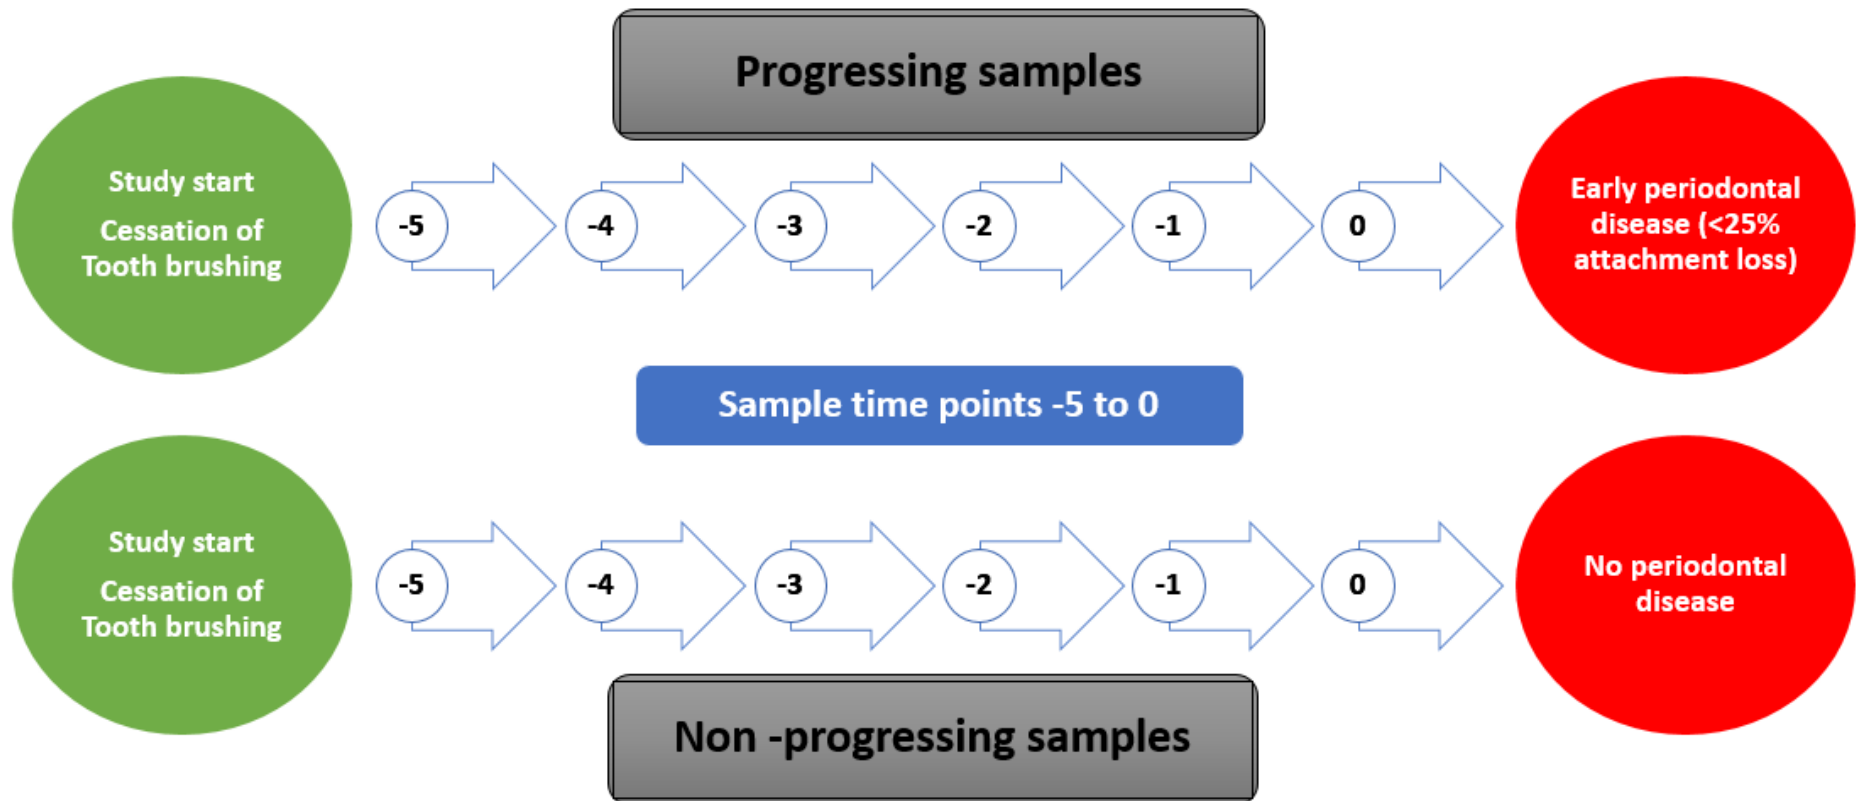 Progressing samples
Study start
Cessation of
Tooth brushing
-5
-4
-3
-2
-1
0
Early periodontal
disease (<25%
attachment loss)
Sample time points -5 to 0
Study start
Cessation of
Tooth brushing
-5
-4
-3
-2
-1
0
No periodontal
disease
Non -progressing samples